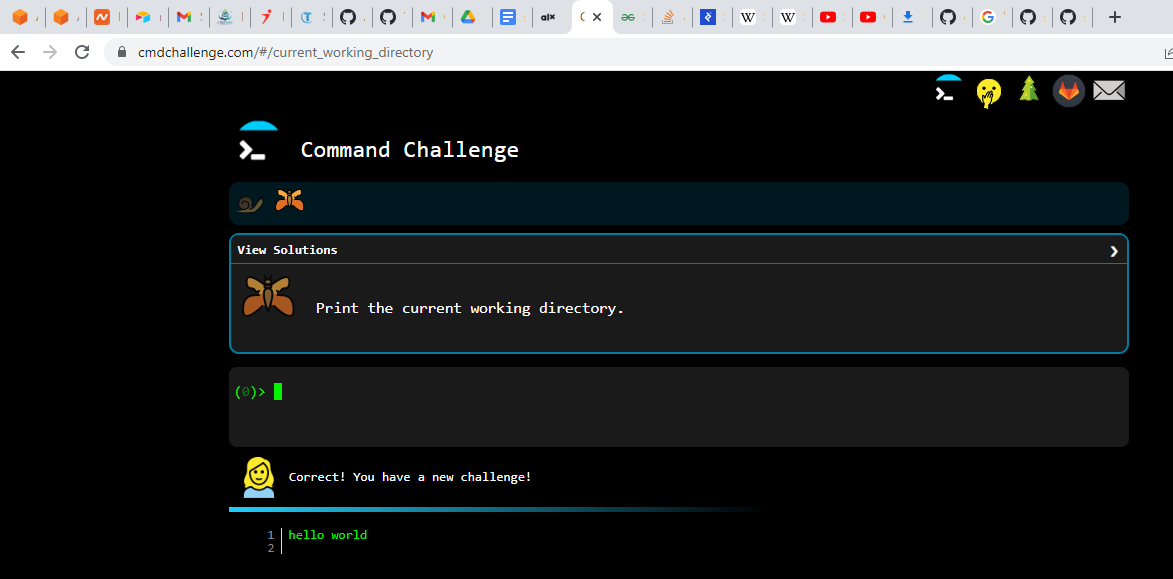 alx
cmdchallenge.com/#/current_working_directory
Command Challenge
View Solutions
Print the current working directory.
(0)>
Correct! You have a new challenge!
1 hello world
2